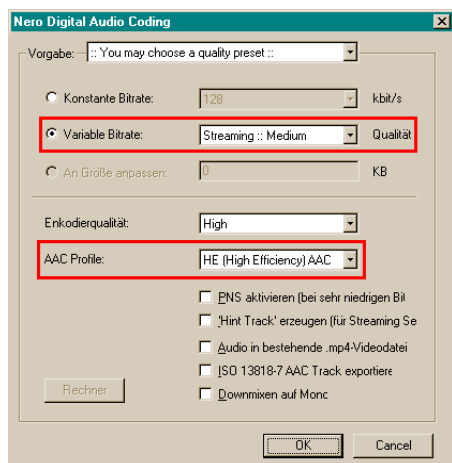 Nero Digital Audio Coding
Vorgabe: :: You may choose a quality preset ::
Konstante Bitrate: 128 kbit/s
Variable Bitrate: Streaming :: Medium Qualität
An Größe anpassen: 0 KB
Enkodierqualität: High
AAC Profile: HE (High Efficiency) AAC
PNS aktivieren (bei sehr niedrigen Bit
'Hint Track' erzeugen (für Streaming Se
Audio in bestehende .mp4-Videodatei
ISO 13818-7 AAC Track exportiere
Rechner
Downmixen auf Mono
OK Cancel